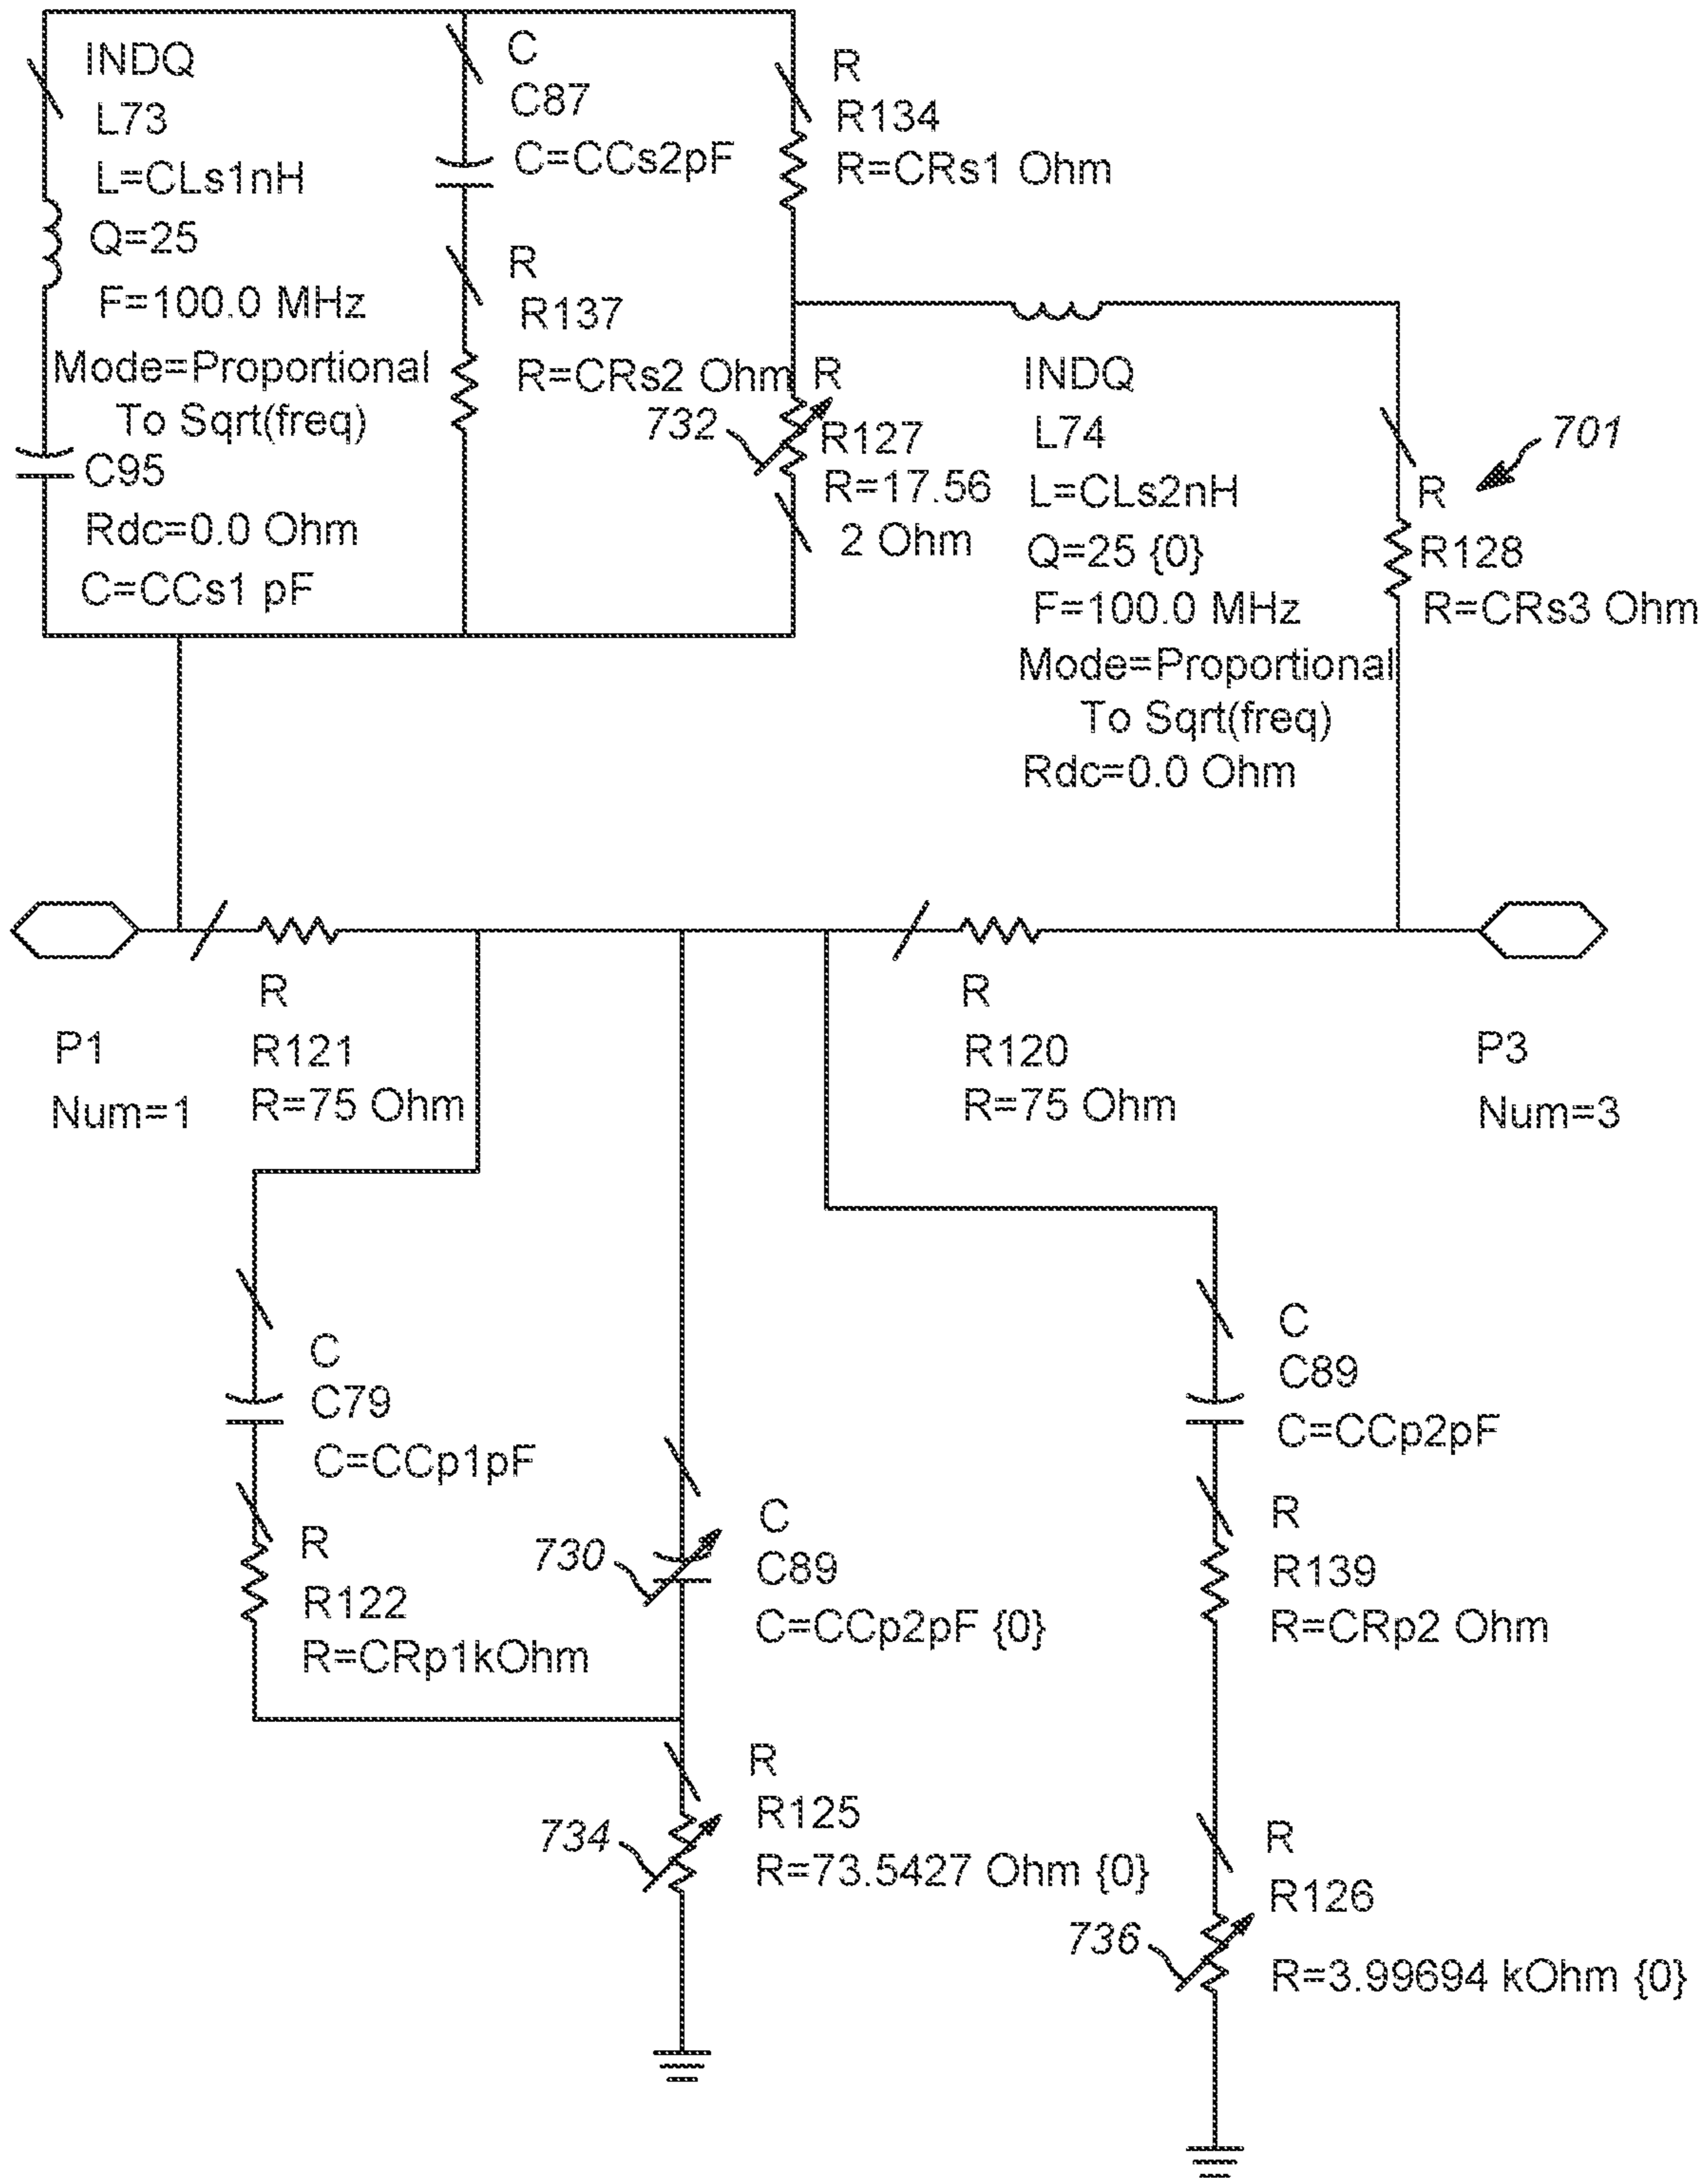 INDQ
L73
L=CLs1nH
Q=25
F=100.0 MHz
Mode=Proportional
To Sqrt(freq)
C95
Rdc=0.0 Ohm
C=CCs1 pF
C
C87
C=CCs2pF
R
R137
R=CRs2 Ohm
R
R134
R=CRs1 Ohm
732
R
R127
R=17.56
2 Ohm
INDQ
L74
L=CLs2nH
Q=25 {0}
F=100.0 MHz
Mode=Proportional
To Sqrt(freq)
Rdc=0.0 Ohm
701
R
R128
R=CRs3 Ohm
P1
Num=1
R
R121
R=75 Ohm
R
R120
R=75 Ohm
P3
Num=3
C
C79
C=CCp1pF
R
R122
R=CRp1kOhm
730
C
C89
C=CCp2pF {0}
C
C89
C=CCp2pF
R
R139
R=CRp2 Ohm
734
R
R125
R=73.5427 Ohm {0}
736
R
R126
R=3.99694 kOhm {0}